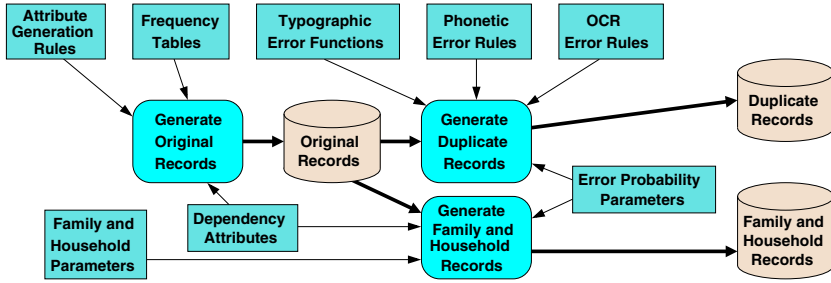 Attribute
Generation
Rules
Frequency
Tables
Typographic
Error Functions
Phonetic
Error Rules
OCR
Error Rules
Generate
Original
Records
Original
Records
Generate
Duplicate
Records
Duplicate
Records
Error Probability
Parameters
Family and
Household
Parameters
Dependency
Attributes
Generate
Family and
Household
Records
Family and
Household
Records